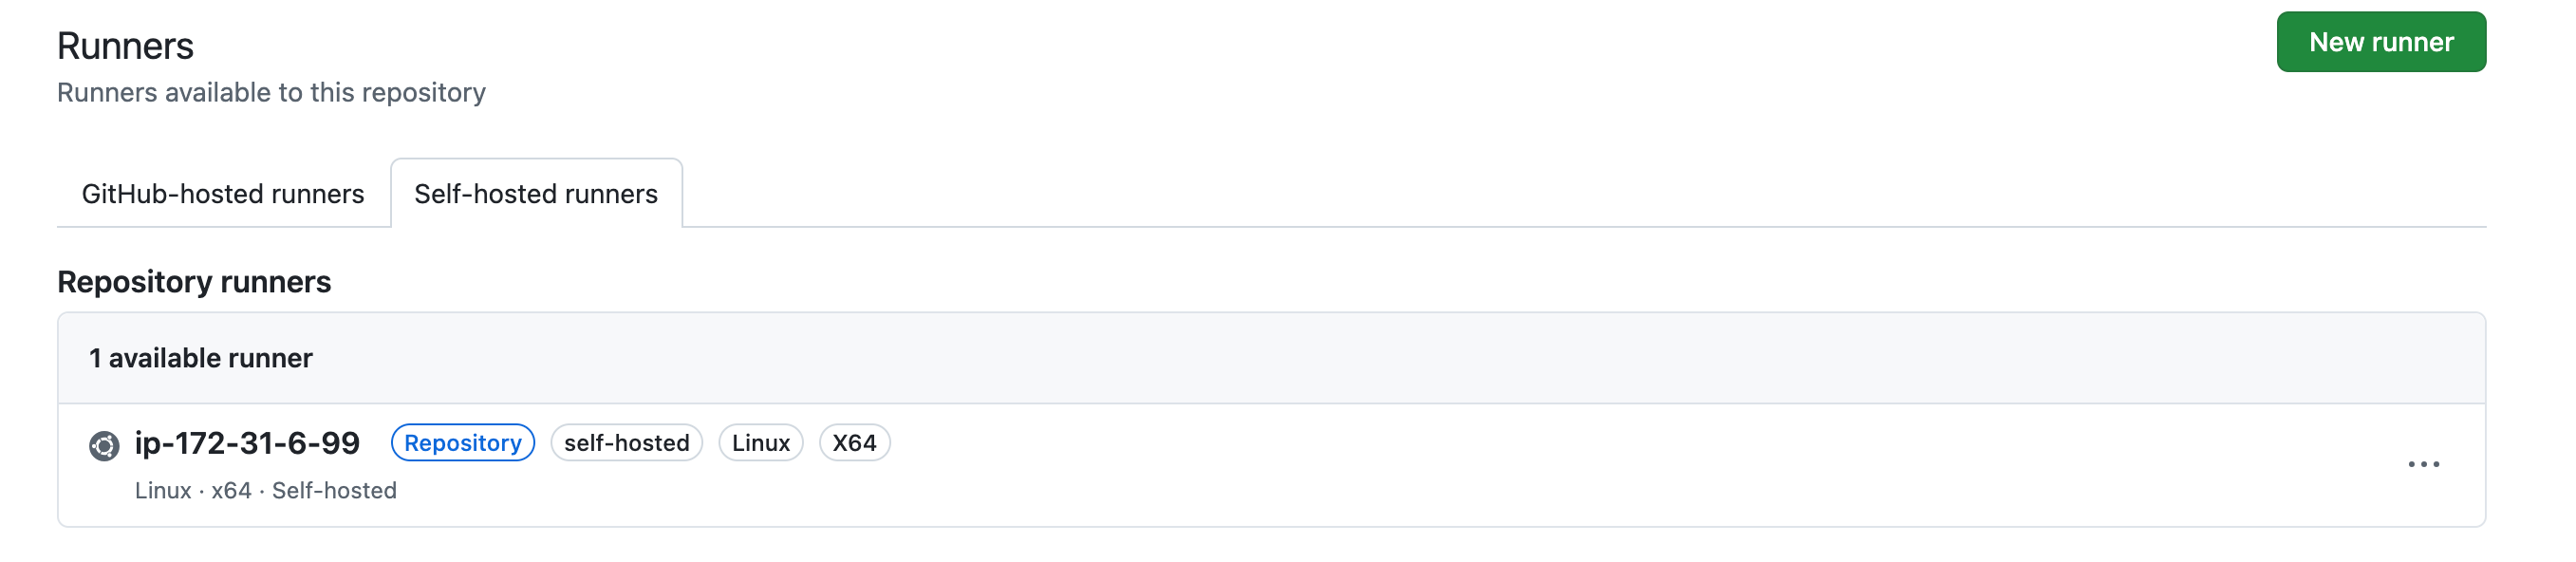 Runners
New runner
Runners available to this repository
GitHub-hosted runners
Self-hosted runners
Repository runners
1 available runner
ip-172-31-6-99 Repository self-hosted Linux X64
Linux · x64 · Self-hosted